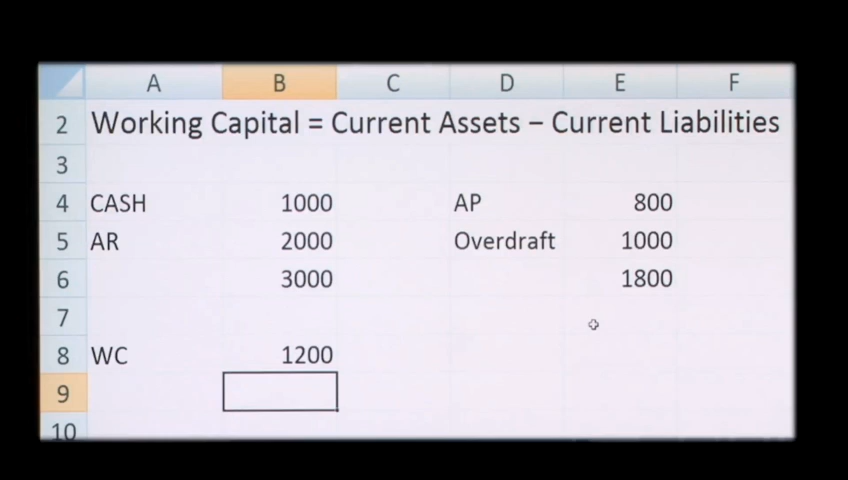 A B C D E F
2 Working Capital = Current Assets – Current Liabilities
3
4 CASH 1000 AP 800
5 AR 2000 Overdraft 1000
6 3000 1800
7
8 WC 1200
9
10